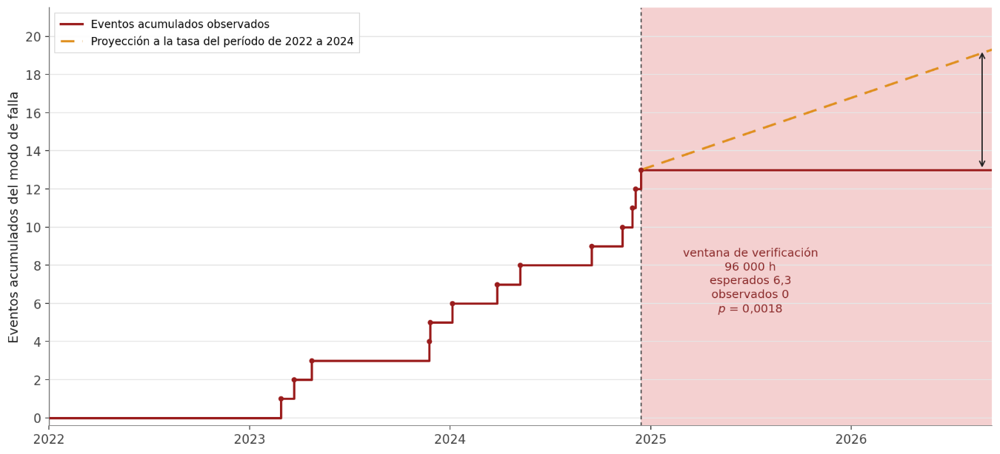 Eventos acumulados observados
Proyección a la tasa del período de 2022 a 2024
Eventos acumulados del modo de falla
20
18
16
14
12
10
8
6
4
2
0
ventana de verificación
96 000 h
esperados 6,3
observados 0
p = 0,0018
2022
2023
2024
2025
2026